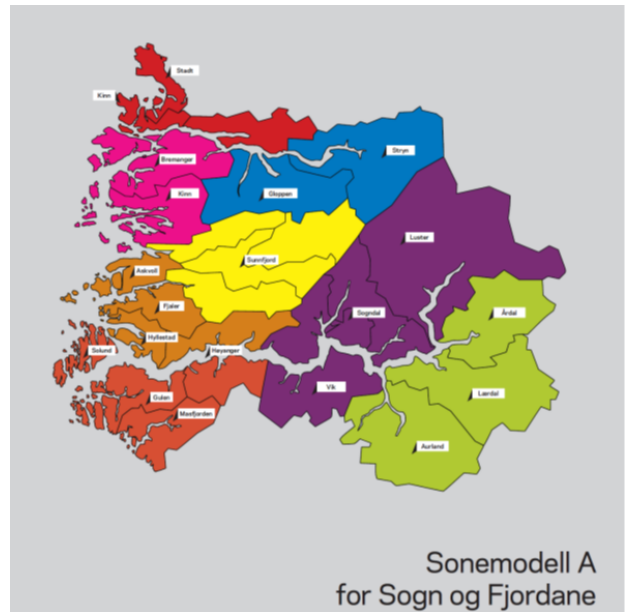 Stadt
Kinn
Bremanger
Stryn
Kinn
Gloppen
Luster
Sunnfjord
Askvoll
Fjaler
Sogndal
Årdal
Hyllestad
Solund
Høyanger
Vik
Lærdal
Gulen
Masfjorden
Aurland
Sonemodell A
for Sogn og Fjordane